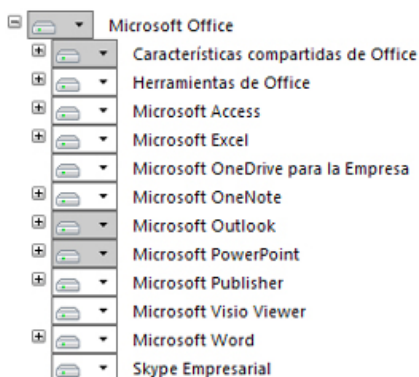 Microsoft Office
Características compartidas de Office
Herramientas de Office
Microsoft Access
Microsoft Excel
Microsoft OneDrive para la Empresa
Microsoft OneNote
Microsoft Outlook
Microsoft PowerPoint
Microsoft Publisher
Microsoft Visio Viewer
Microsoft Word
Skype Empresarial